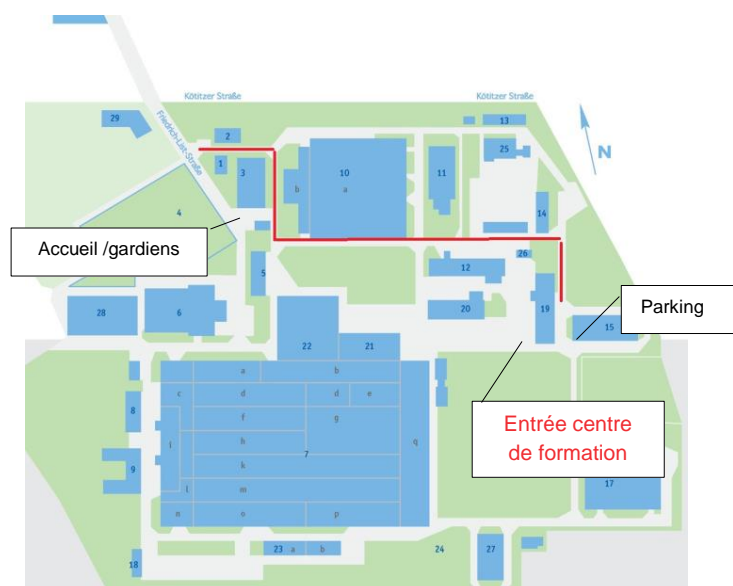 Kötitzer Straße
Kötitzer Straße
Friedrich-List-Straße
29
2
13
1
3
10
b
a
11
25
N
4
14
Accueil /gardiens
5
12
26
28
6
20
19
15
Parking
22
21
a
b
c
d
d
e
8
f
g
Entrée centre
de formation
i
h
7
q
9
k
l
m
17
n
o
p
23
a
b
24
27
18